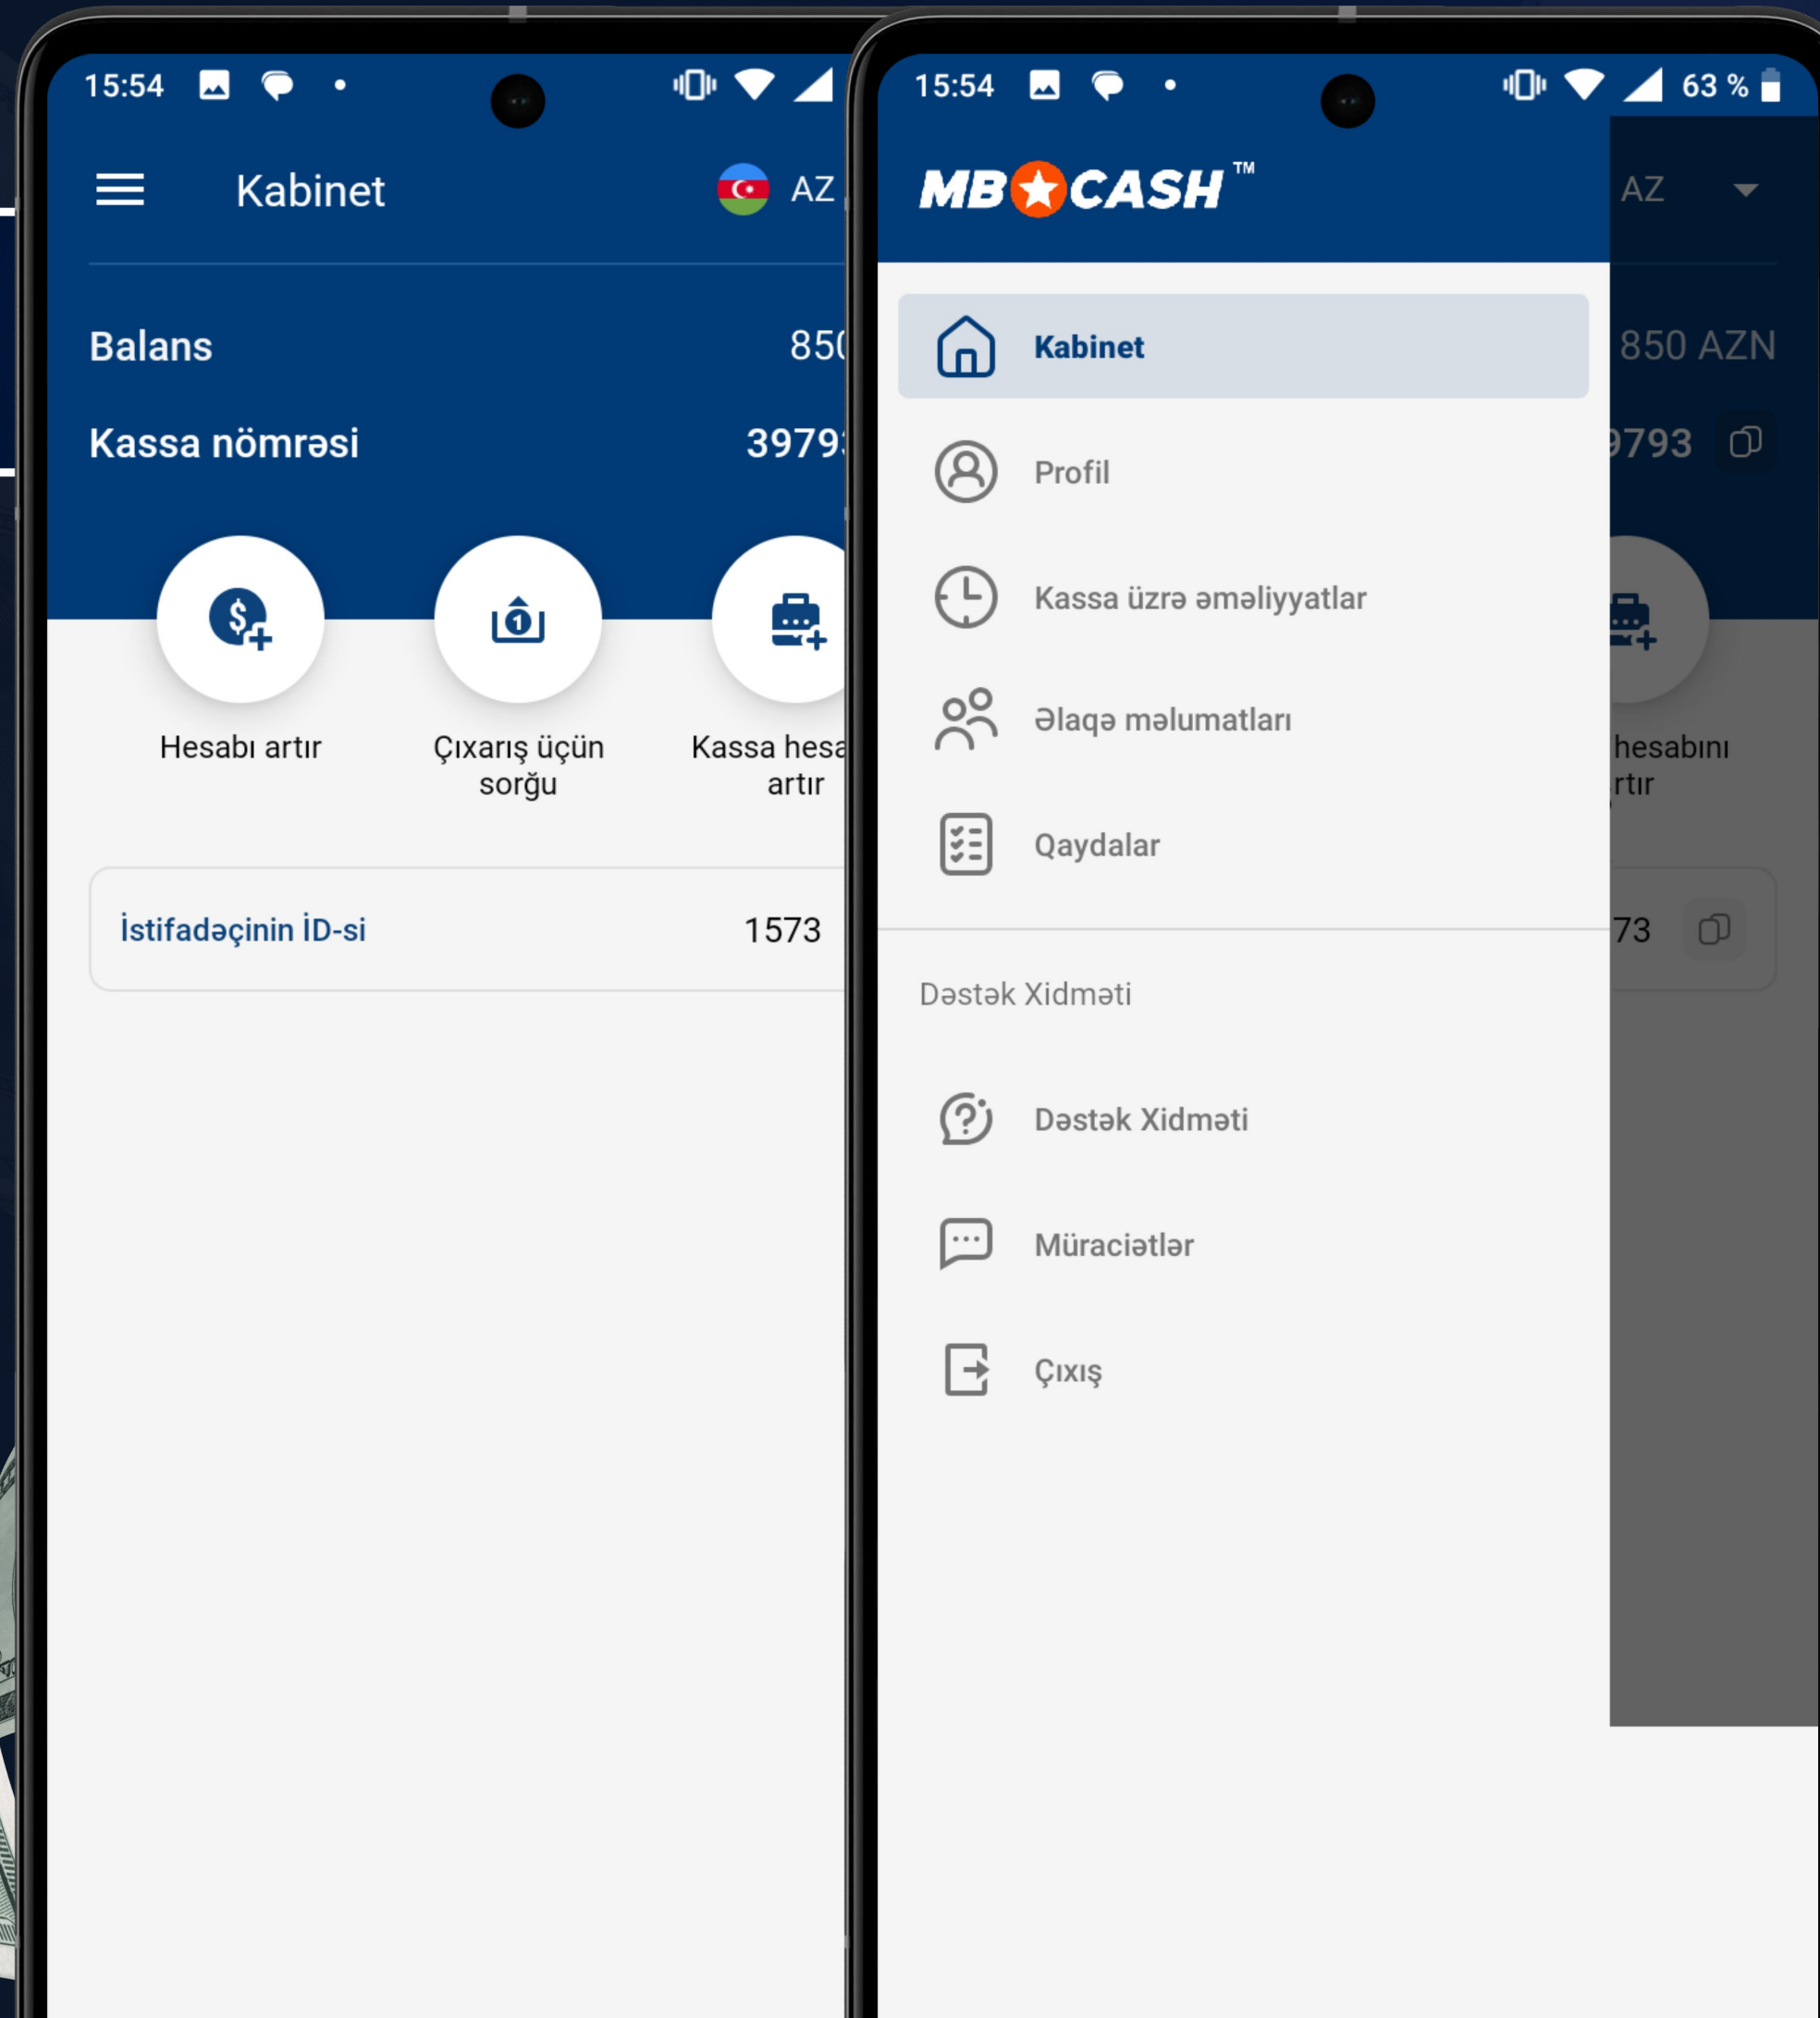 15:54
Kabinet
AZ
Balans
850
Kassa nömrəsi
3979
Hesabı artır
Çıxarış üçün
sorğu
Kassa hesa
artır
İstifadəçinin İD-si
1573
15:54
63 %
MB CASH ™
AZ
Kabinet
850 AZN
9793
Profil
Kassa üzrə əməliyyatlar
Əlaqə məlumatları
hesabını
rtır
Qaydalar
73
Dəstək Xidməti
Dəstək Xidməti
Müraciətlər
Çıxış